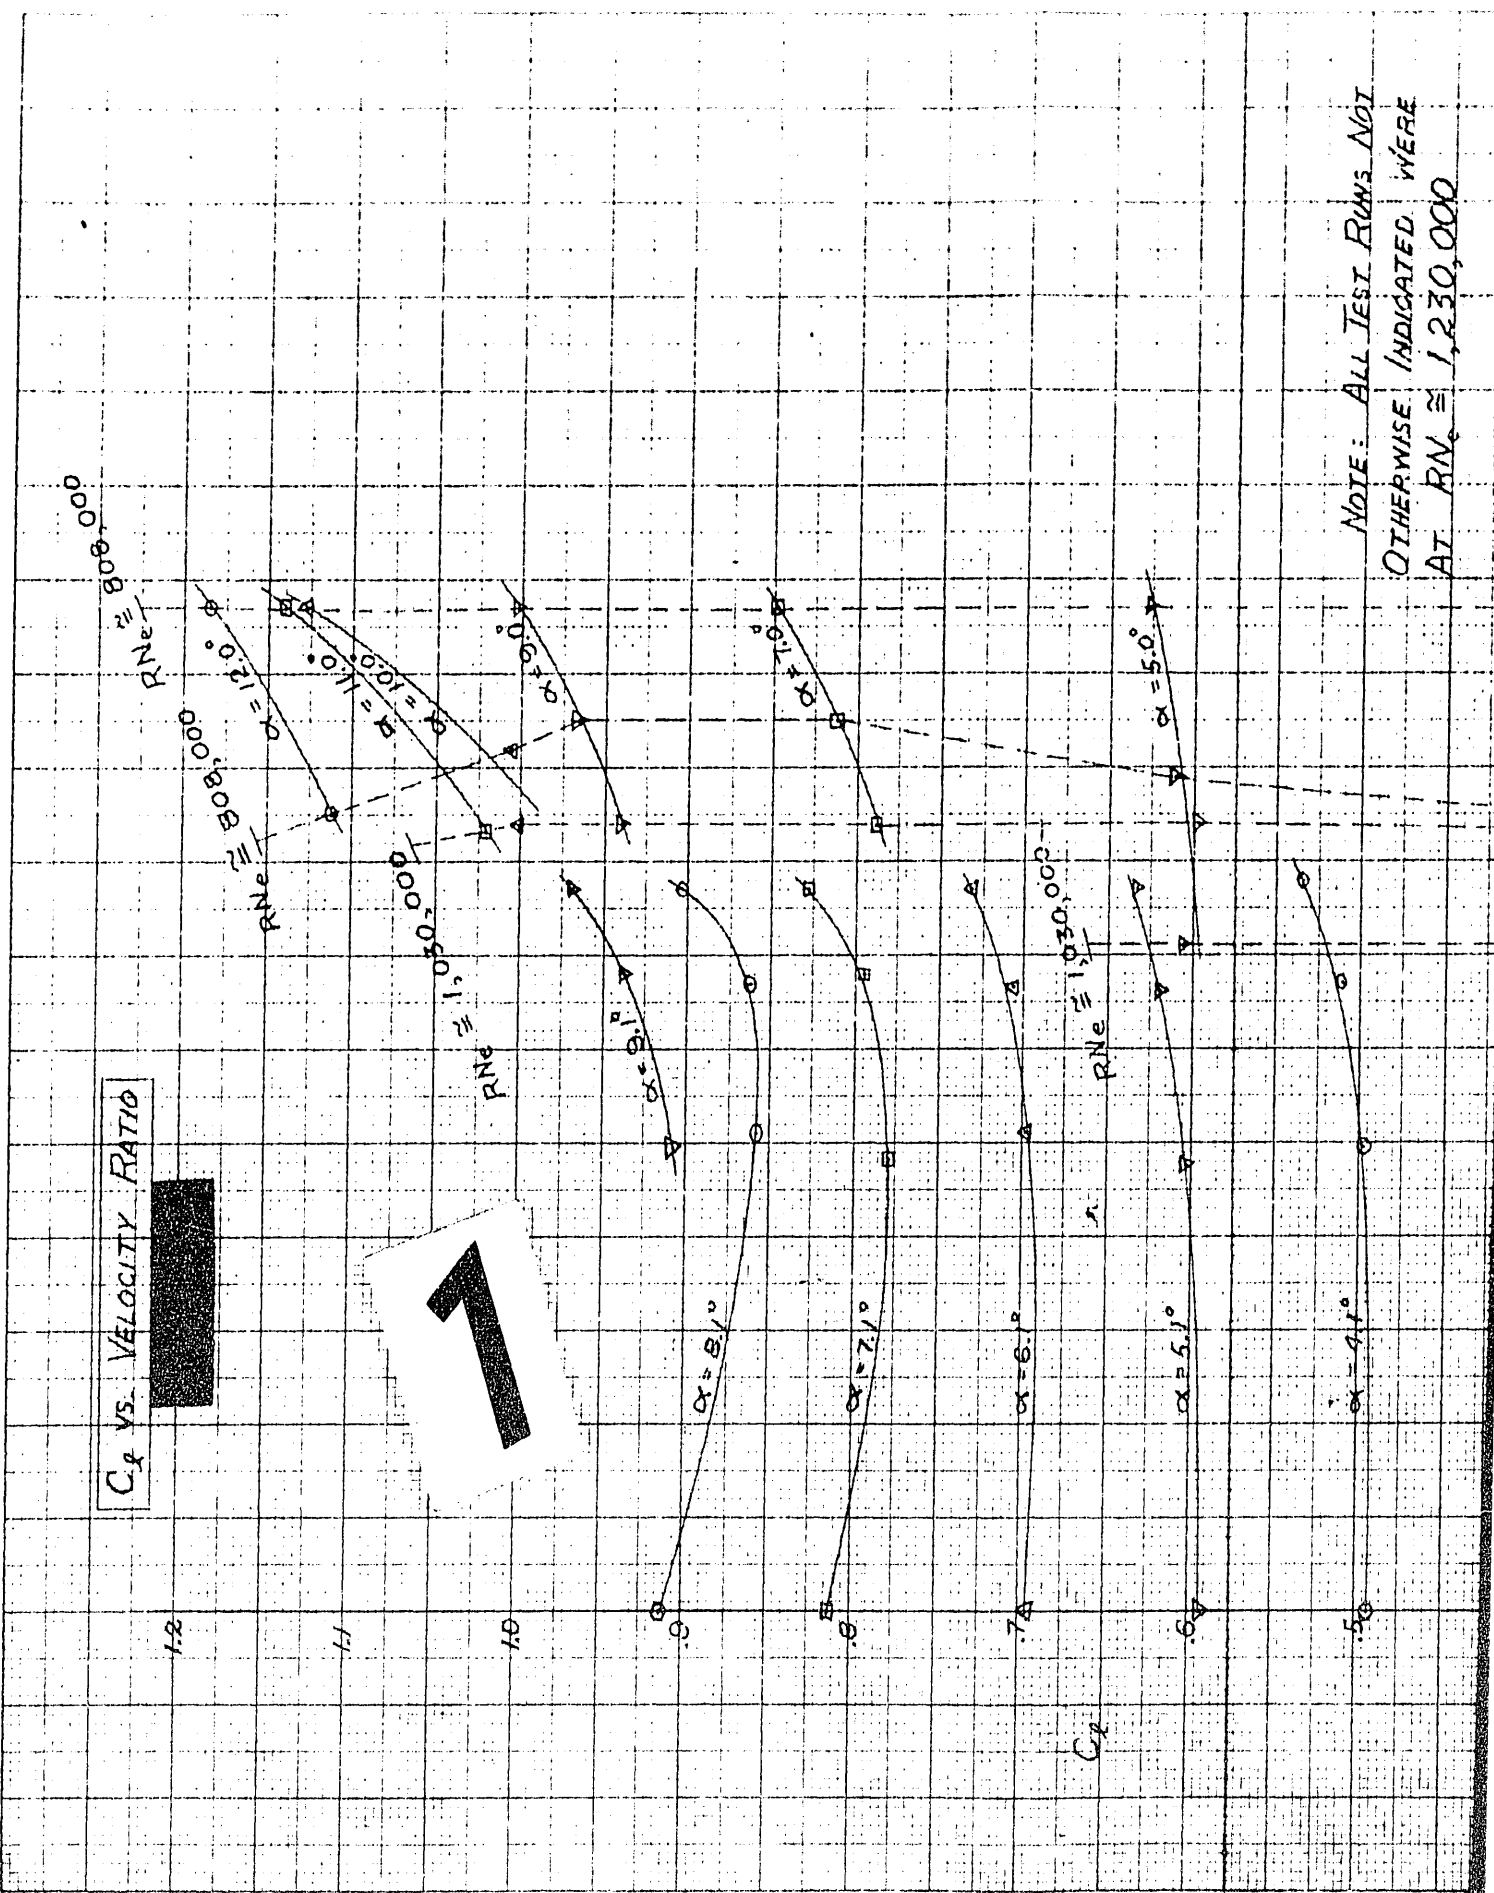 C_ℓ VS. VELOCITY RATIO
1
RNe ≅ 808,000
RNe ≅ 808,000
RNe ≅ 1,030,000
α = 12.0°
α = 11.0°
α = 10.0°
α = 9.0°
α = 9.1°
α = 8.1°
α = 7.0°
α = 7.1°
α = 6.1°
RNe ≅ 1,030,000
α = 5.0°
α = 5.1°
α = 4.1°
1.2
1.1
1.0
.9
.8
.7
.6
.5
C_ℓ
NOTE: ALL TEST RUNS NOT
OTHERWISE INDICATED WERE
AT RNe ≅ 1,230,000